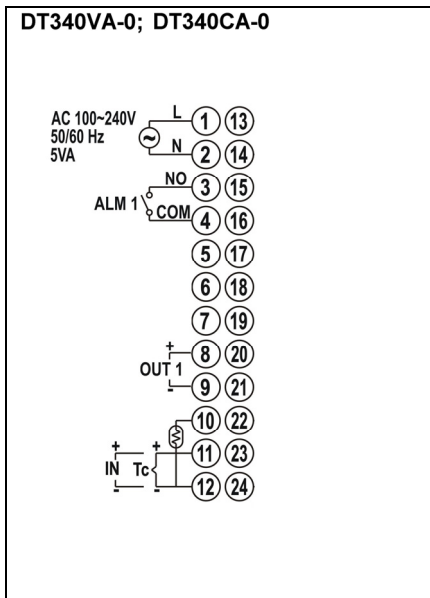 DT340VA-0; DT340CA-0
AC 100~240V
50/60 Hz
5VA
L
N
~
1 13
2 14
ALM 1
NO
COM
3 15
4 16
5 17
6 18
7 19
+
OUT 1
-
8 20
9 21
10 22
+ +
IN Tc
- -
11 23
12 24